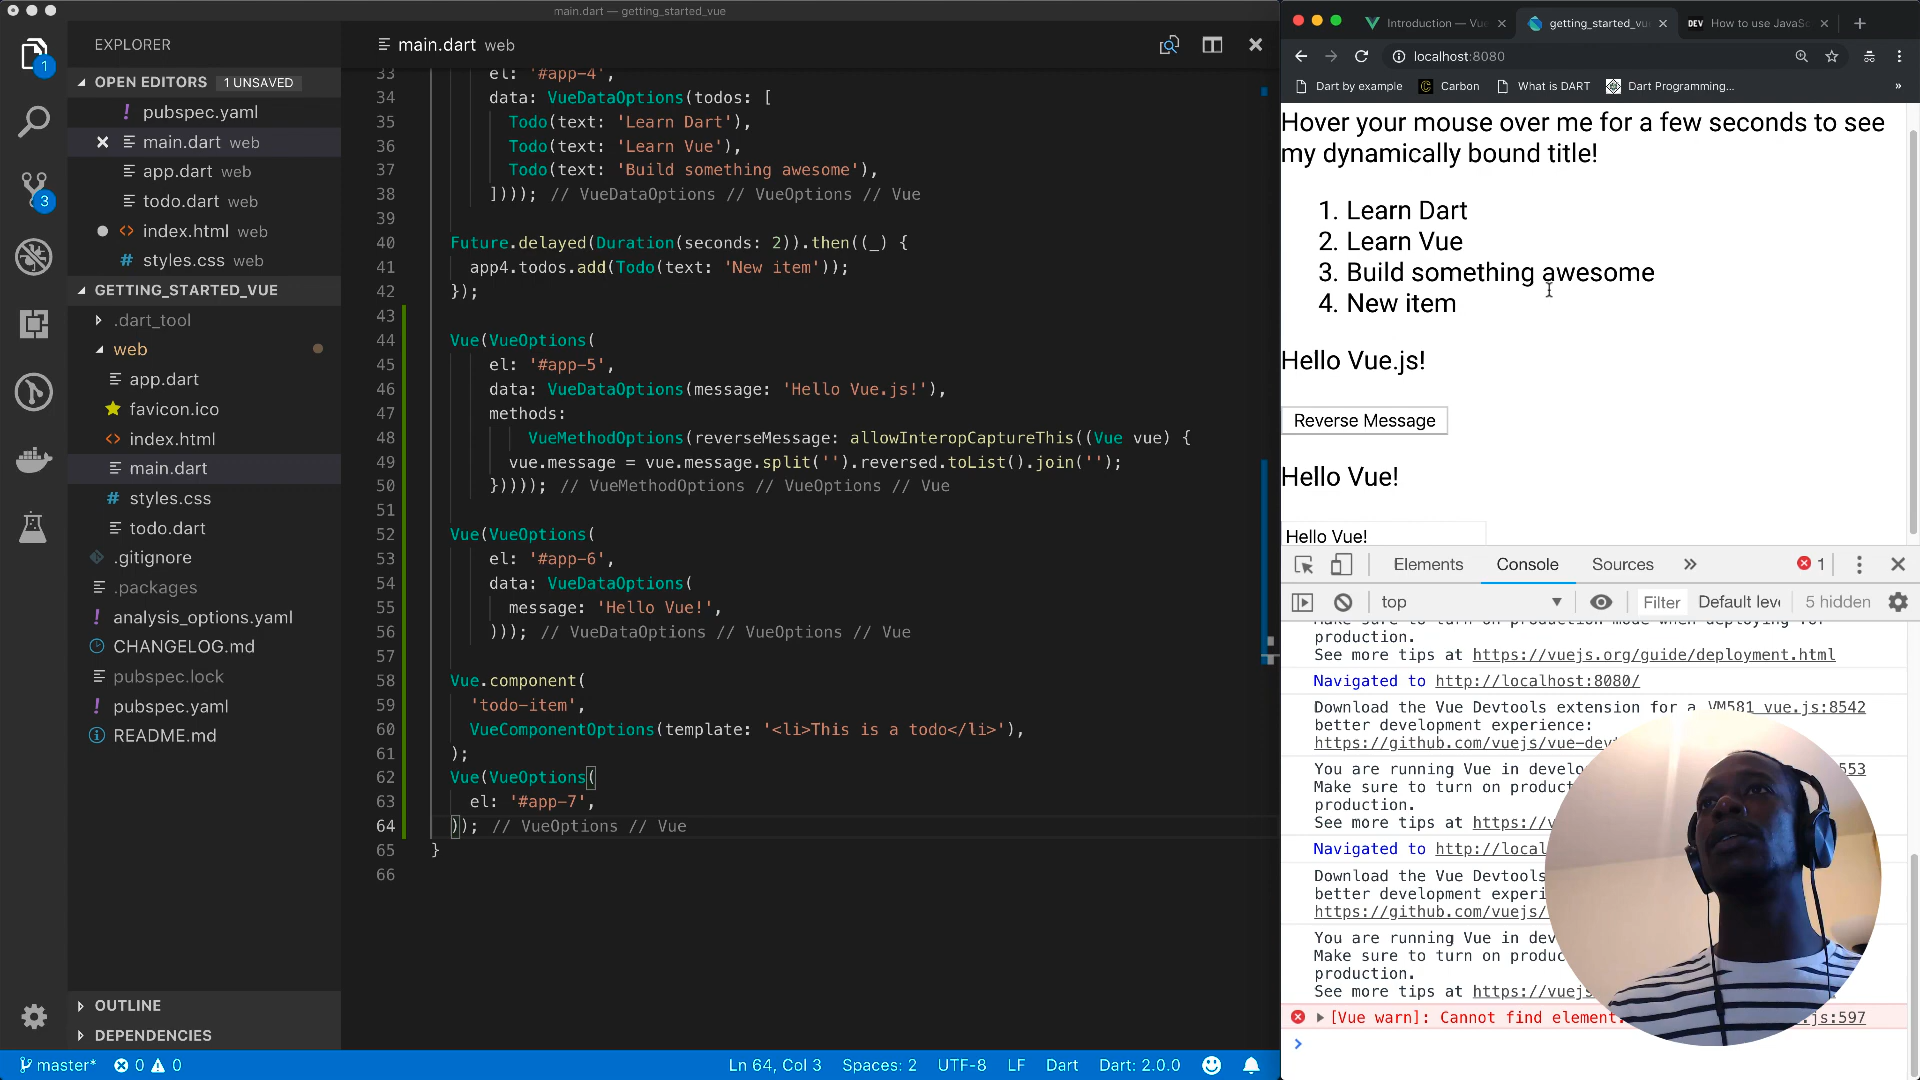 main.dart — getting_started_vue
EXPLORER
OPEN EDITORS 1 UNSAVED
pubspec.yaml
main.dart web
app.dart web
todo.dart web
index.html web
styles.css web
GETTING_STARTED_VUE
.dart_tool
web
app.dart
favicon.ico
index.html
main.dart
styles.css
todo.dart
.gitignore
.packages
analysis_options.yaml
CHANGELOG.md
pubspec.lock
pubspec.yaml
README.md
OUTLINE
DEPENDENCIES
1
3
main.dart web
33 el: '#app-4',
34 data: VueDataOptions(todos: [
35 Todo(text: 'Learn Dart'),
36 Todo(text: 'Learn Vue'),
37 Todo(text: 'Build something awesome'),
38 ]))); // VueDataOptions // VueOptions // Vue
39
40 Future.delayed(Duration(seconds: 2)).then((_) {
41 app4.todos.add(Todo(text: 'New item'));
42 });
43
44 Vue(VueOptions(
45 el: '#app-5',
46 data: VueDataOptions(message: 'Hello Vue.js!'),
47 methods:
48 VueMethodOptions(reverseMessage: allowInteropCaptureThis((Vue vue) {
49 vue.message = vue.message.split('').reversed.toList().join('');
50 })))); // VueMethodOptions // VueOptions // Vue
51
52 Vue(VueOptions(
53 el: '#app-6',
54 data: VueDataOptions(
55 message: 'Hello Vue!',
56 ))); // VueDataOptions // VueOptions // Vue
57
58 Vue.component(
59 'todo-item',
60 VueComponentOptions(template: '<li>This is a todo</li>'),
61 );
62 Vue(VueOptions(
63 el: '#app-7',
64 )); // VueOptions // Vue
65 }
66
master* 0 0 Ln 64, Col 3 Spaces: 2 UTF-8 LF Dart Dart: 2.0.0
Introduction — Vue getting_started_vu DEV How to use JavaSc
localhost:8080
Dart by example Carbon What is DART Dart Programming... »
Hover your mouse over me for a few seconds to see
my dynamically bound title!
1. Learn Dart
2. Learn Vue
3. Build something awesome
4. New item
Hello Vue.js!
Reverse Message
Hello Vue!
Hello Vue!
Elements Console Sources » 1
top Filter Default leve 5 hidden
Make sure to turn on production mode when deploying for
production.
See more tips at https://vuejs.org/guide/deployment.html
Navigated to http://localhost:8080/
Download the Vue Devtools extension for a VM581 vue.js:8542
better development experience:
https://github.com/vuejs/vue-dev
You are running Vue in devel 553
Make sure to turn on product
production.
See more tips at https://v
Navigated to http://local
Download the Vue Devtools
better development experi
https://github.com/vuejs/
You are running Vue in dev
Make sure to turn on produ
production.
See more tips at https://vuejs
[Vue warn]: Cannot find element .js:597